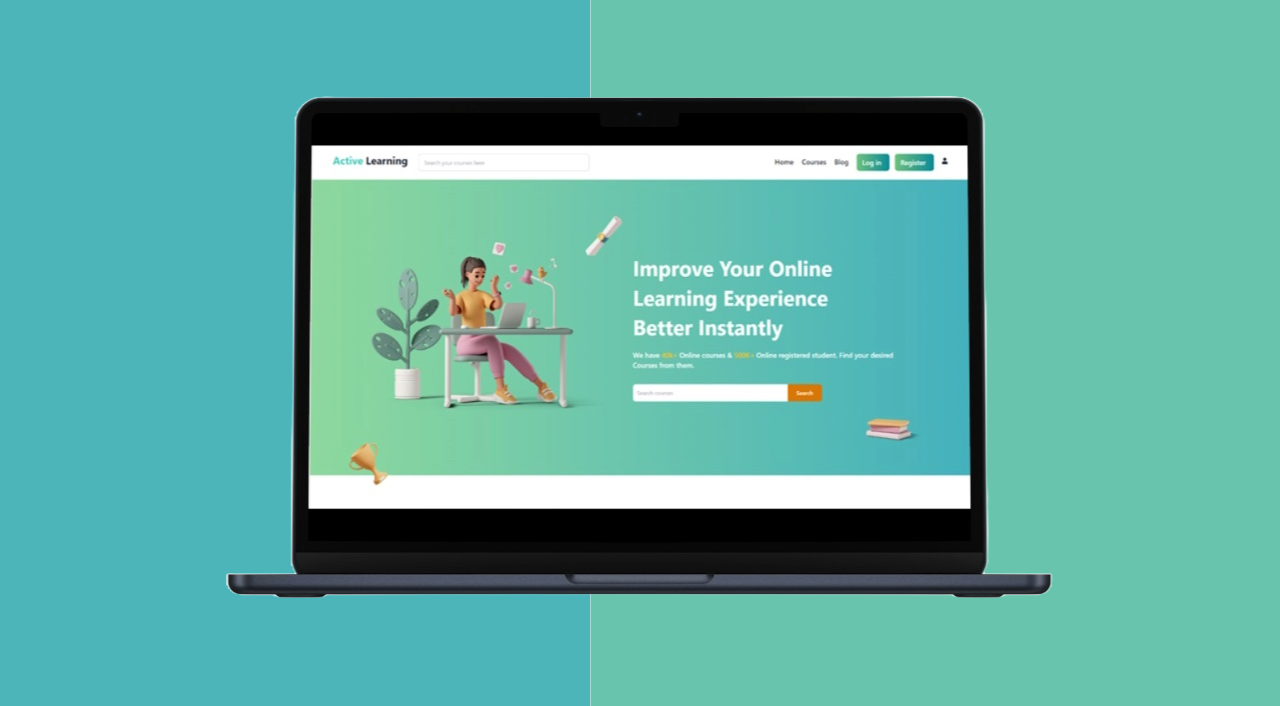 Active Learning
Search your courses here
Home Courses Blog Log in Register
Improve Your Online
Learning Experience
Better Instantly
We have 40k+ Online courses & 500K+ Online registered student. Find your desired
Courses from them.
Search courses
Search